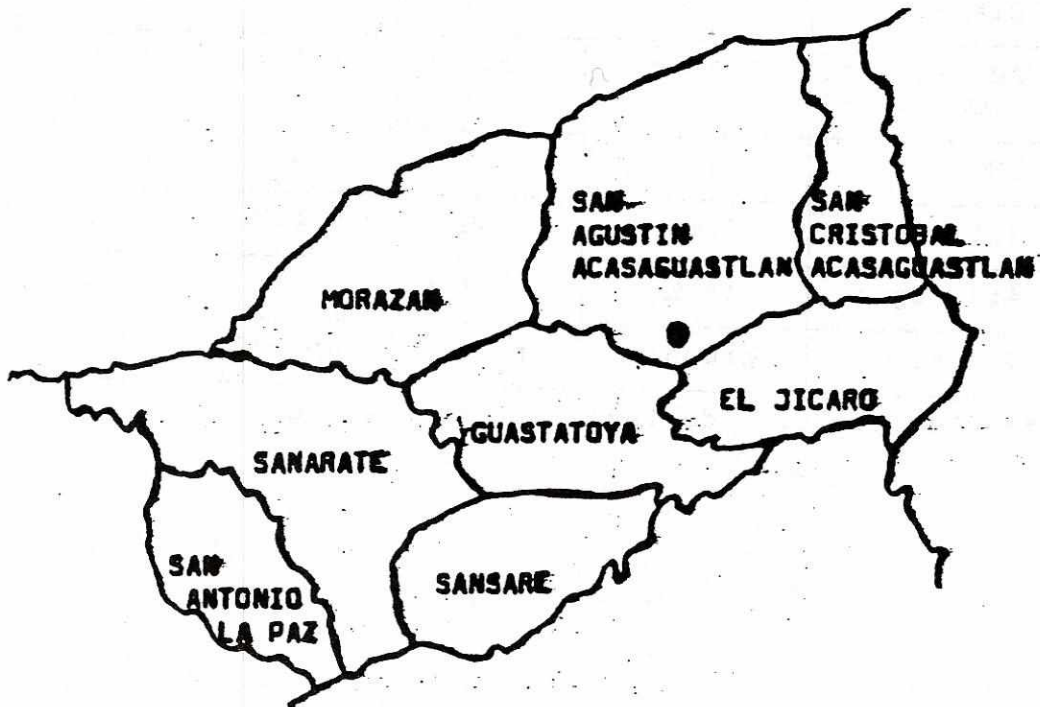 SAN
AGUSTIN
ACASAGUASTLAN
SAN
CRISTOBAL
ACASAGUASTLAN
MORAZAN
EL JICARO
GUASTATOYA
SANARATE
SAN
ANTONIO
LA PAZ
SANSARE